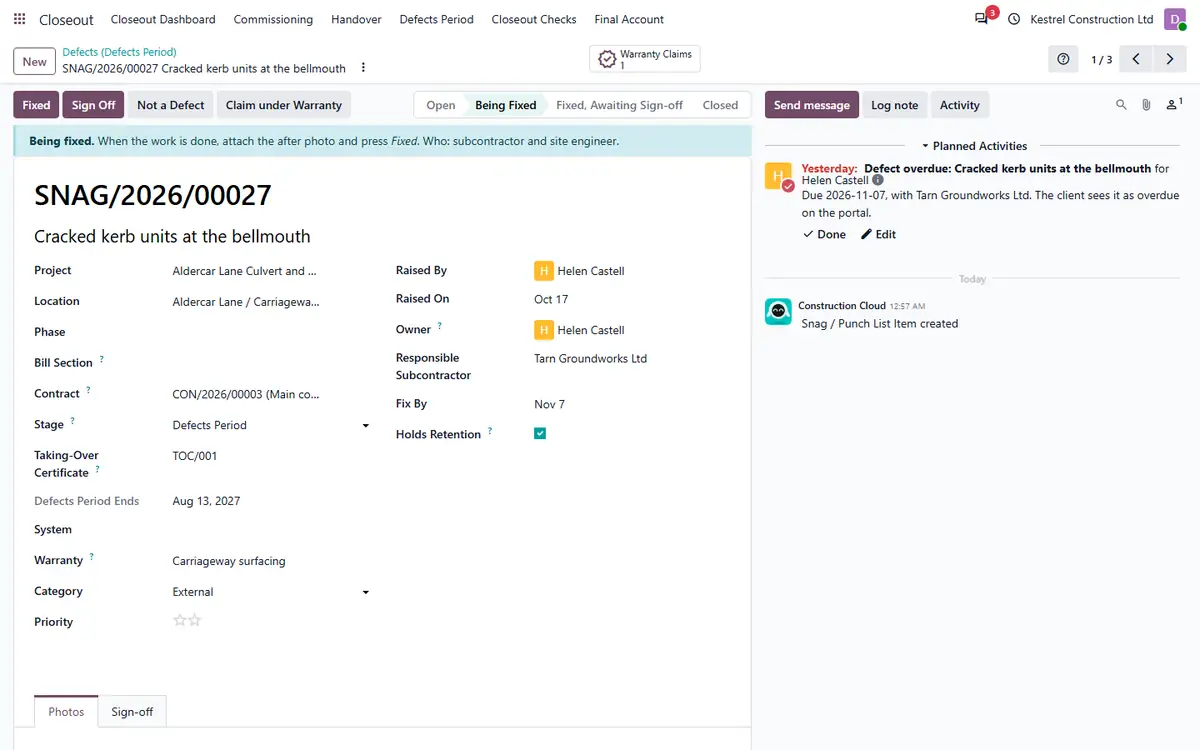 Closeout Closeout Dashboard Commissioning Handover Defects Period Closeout Checks Final Account 3 Kestrel Construction Ltd D
New Defects (Defects Period) Warranty Claims 1 / 3
SNAG/2026/00027 Cracked kerb units at the bellmouth 1
Fixed Sign Off Not a Defect Claim under Warranty Open Being Fixed Fixed, Awaiting Sign-off Closed Send message Log note Activity 1
Being fixed. When the work is done, attach the after photo and press Fixed. Who: subcontractor and site engineer.
SNAG/2026/00027
Cracked kerb units at the bellmouth
Project Aldercar Lane Culvert and ...
Location Aldercar Lane / Carriagewa...
Phase
Bill Section ?
Contract ? CON/2026/00003 (Main co...
Stage ? Defects Period
Taking-Over
Certificate ? TOC/001
Defects Period Ends Aug 13, 2027
System
Warranty ? Carriageway surfacing
Category External
Priority
Raised By H Helen Castell
Raised On Oct 17
Owner ? H Helen Castell
Responsible
Subcontractor Tarn Groundworks Ltd
Fix By Nov 7
Holds Retention ?
Photos Sign-off
Planned Activities
H Yesterday: Defect overdue: Cracked kerb units at the bellmouth for
Helen Castell
Due 2026-11-07, with Tarn Groundworks Ltd. The client sees it as overdue
on the portal.
Done Edit
Today
Construction Cloud 12:57 AM
Snag / Punch List Item created